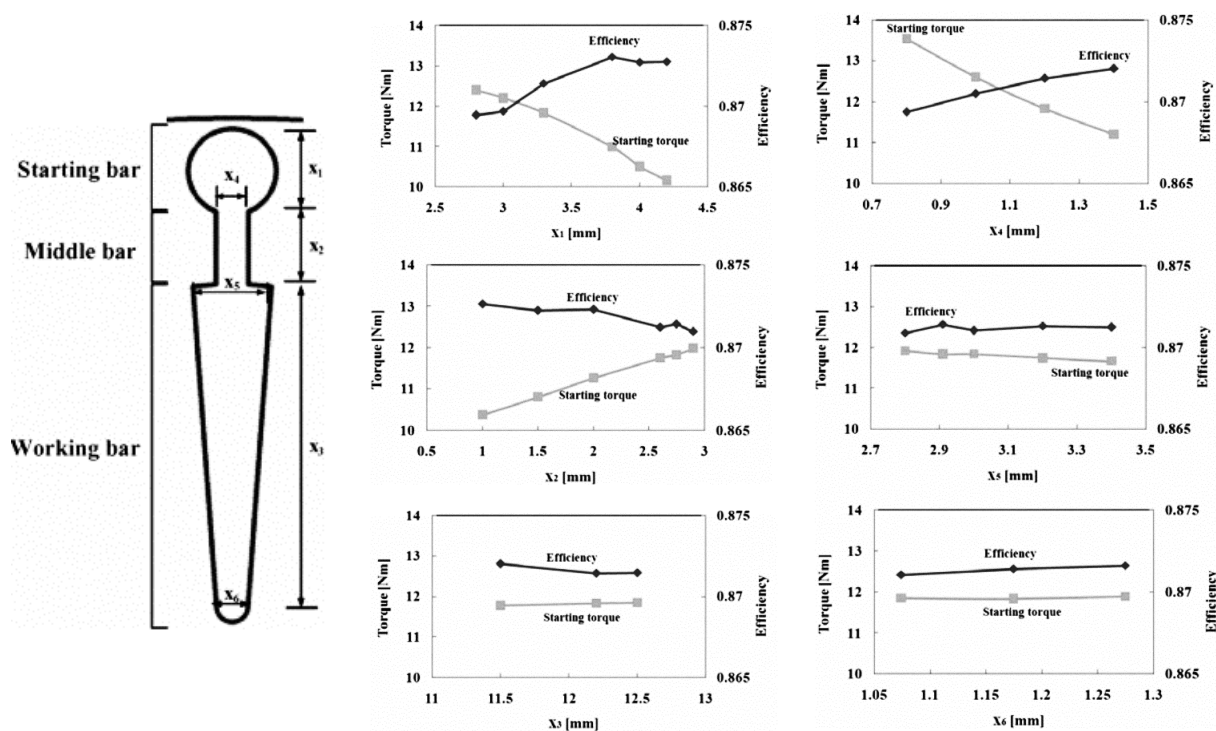 Starting bar
x4
x1
Middle bar
x2
x5
Working bar
x3
x6
14
13
12
11
10
Torque [Nm]
Efficiency
Starting torque
0.875
0.87
0.865
Efficiency
2.5 3 3.5 4 4.5
X1 [mm]
14
13
12
11
10
Torque [Nm]
Starting torque
Efficiency
0.875
0.87
0.865
Efficiency
0.7 0.9 1.1 1.3 1.5
X4 [mm]
14
13
12
11
10
Torque [Nm]
Efficiency
Starting torque
0.875
0.87
0.865
Efficiency
0.5 1 1.5 2 2.5 3
X2 [mm]
14
13
12
11
10
Torque [Nm]
Efficiency
Starting torque
0.875
0.87
0.865
Efficiency
2.7 2.9 3.1 3.3 3.5
X5 [mm]
14
13
12
11
10
Torque [Nm]
Efficiency
Starting torque
0.875
0.87
0.865
Efficiency
11 11.5 12 12.5 13
X3 [mm]
14
13
12
11
10
Torque [Nm]
Efficiency
Starting torque
0.875
0.87
0.865
Efficiency
1.05 1.1 1.15 1.2 1.25 1.3
X6 [mm]